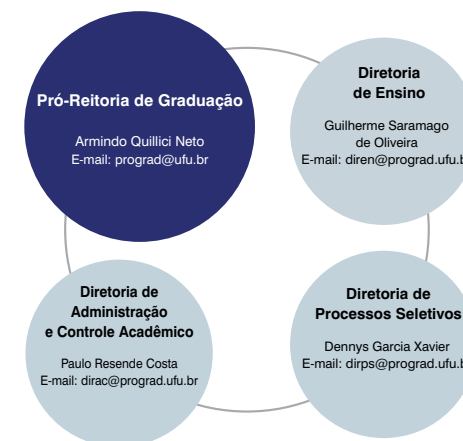 Pró-Reitoria de Graduação
Armindo Quillici Neto
E-mail: prograd@ufu.br
Diretoria
de Ensino
Guilherme Saramago
de Oliveira
E-mail: diren@prograd.ufu.b
Diretoria de
Administração
e Controle Acadêmico
Paulo Resende Costa
E-mail: dirac@prograd.ufu.br
Diretoria de
Processos Seletivos
Dennys Garcia Xavier
E-mail: dirps@prograd.ufu.b